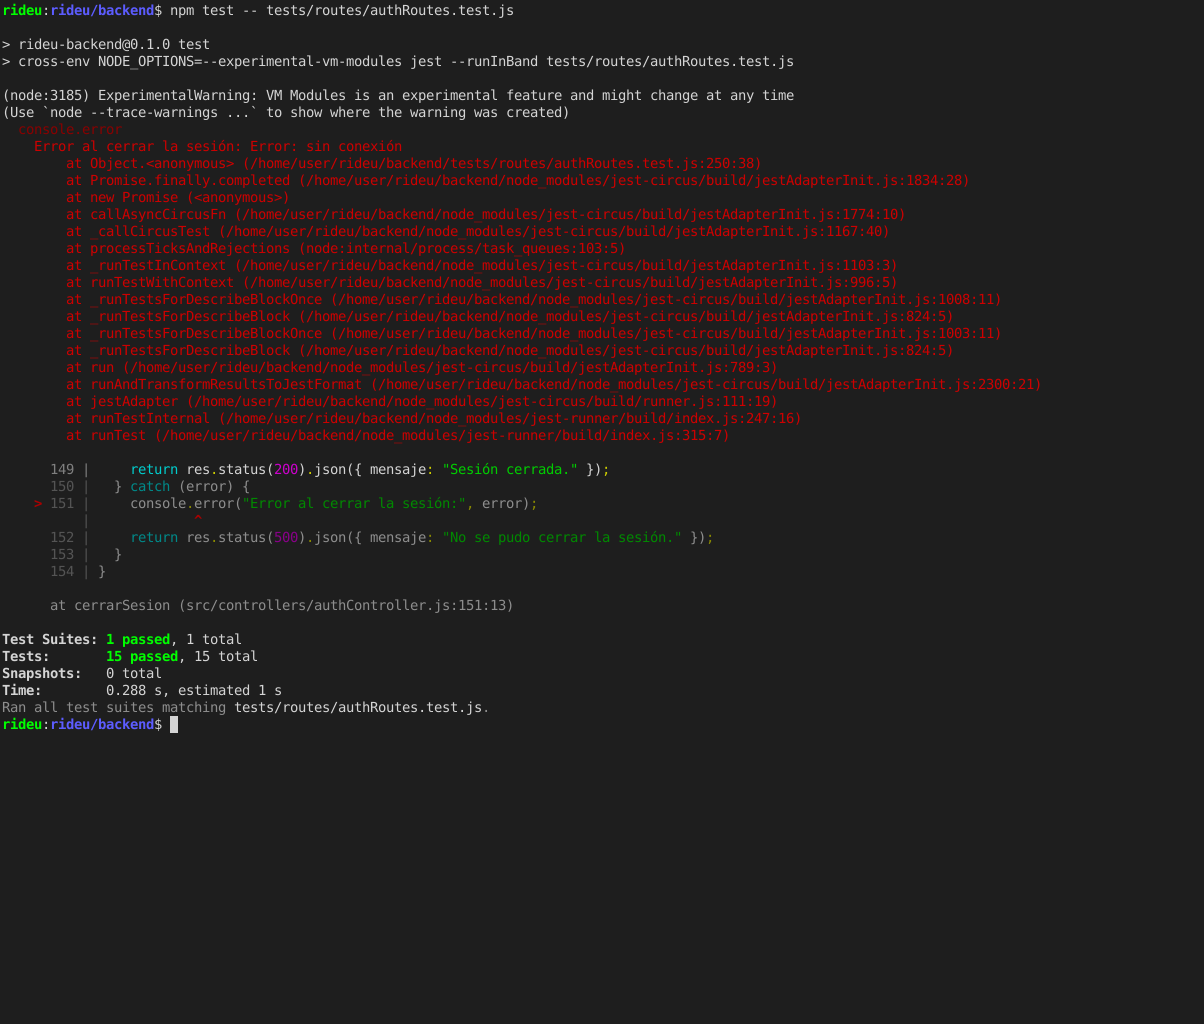 rideu:rideu/backend$ npm test -- tests/routes/authRoutes.test.js
> rideu-backend@0.1.0 test
> cross-env NODE_OPTIONS=--experimental-vm-modules jest --runInBand tests/routes/authRoutes.test.js
(node:3185) ExperimentalWarning: VM Modules is an experimental feature and might change at any time
(Use `node --trace-warnings ...` to show where the warning was created)
console.error
Error al cerrar la sesión: Error: sin conexión
at Object.<anonymous> (/home/user/rideu/backend/tests/routes/authRoutes.test.js:250:38)
at Promise.finally.completed (/home/user/rideu/backend/node_modules/jest-circus/build/jestAdapterInit.js:1834:28)
at new Promise (<anonymous>)
at callAsyncCircusFn (/home/user/rideu/backend/node_modules/jest-circus/build/jestAdapterInit.js:1774:10)
at _callCircusTest (/home/user/rideu/backend/node_modules/jest-circus/build/jestAdapterInit.js:1167:40)
at processTicksAndRejections (node:internal/process/task_queues:103:5)
at _runTestInContext (/home/user/rideu/backend/node_modules/jest-circus/build/jestAdapterInit.js:1103:3)
at runTestWithContext (/home/user/rideu/backend/node_modules/jest-circus/build/jestAdapterInit.js:996:5)
at _runTestsForDescribeBlockOnce (/home/user/rideu/backend/node_modules/jest-circus/build/jestAdapterInit.js:1008:11)
at _runTestsForDescribeBlock (/home/user/rideu/backend/node_modules/jest-circus/build/jestAdapterInit.js:824:5)
at _runTestsForDescribeBlockOnce (/home/user/rideu/backend/node_modules/jest-circus/build/jestAdapterInit.js:1003:11)
at _runTestsForDescribeBlock (/home/user/rideu/backend/node_modules/jest-circus/build/jestAdapterInit.js:824:5)
at run (/home/user/rideu/backend/node_modules/jest-circus/build/jestAdapterInit.js:789:3)
at runAndTransformResultsToJestFormat (/home/user/rideu/backend/node_modules/jest-circus/build/jestAdapterInit.js:2300:21)
at jestAdapter (/home/user/rideu/backend/node_modules/jest-circus/build/runner.js:111:19)
at runTestInternal (/home/user/rideu/backend/node_modules/jest-runner/build/index.js:247:16)
at runTest (/home/user/rideu/backend/node_modules/jest-runner/build/index.js:315:7)
149 |     return res.status(200).json({ mensaje: "Sesión cerrada." });
150 |   } catch (error) {
> 151 |     console.error("Error al cerrar la sesión:", error);
|             ^
152 |     return res.status(500).json({ mensaje: "No se pudo cerrar la sesión." });
153 |   }
154 | }
at cerrarSesion (src/controllers/authController.js:151:13)
Test Suites: 1 passed, 1 total
Tests:       15 passed, 15 total
Snapshots:   0 total
Time:        0.288 s, estimated 1 s
Ran all test suites matching tests/routes/authRoutes.test.js.
rideu:rideu/backend$